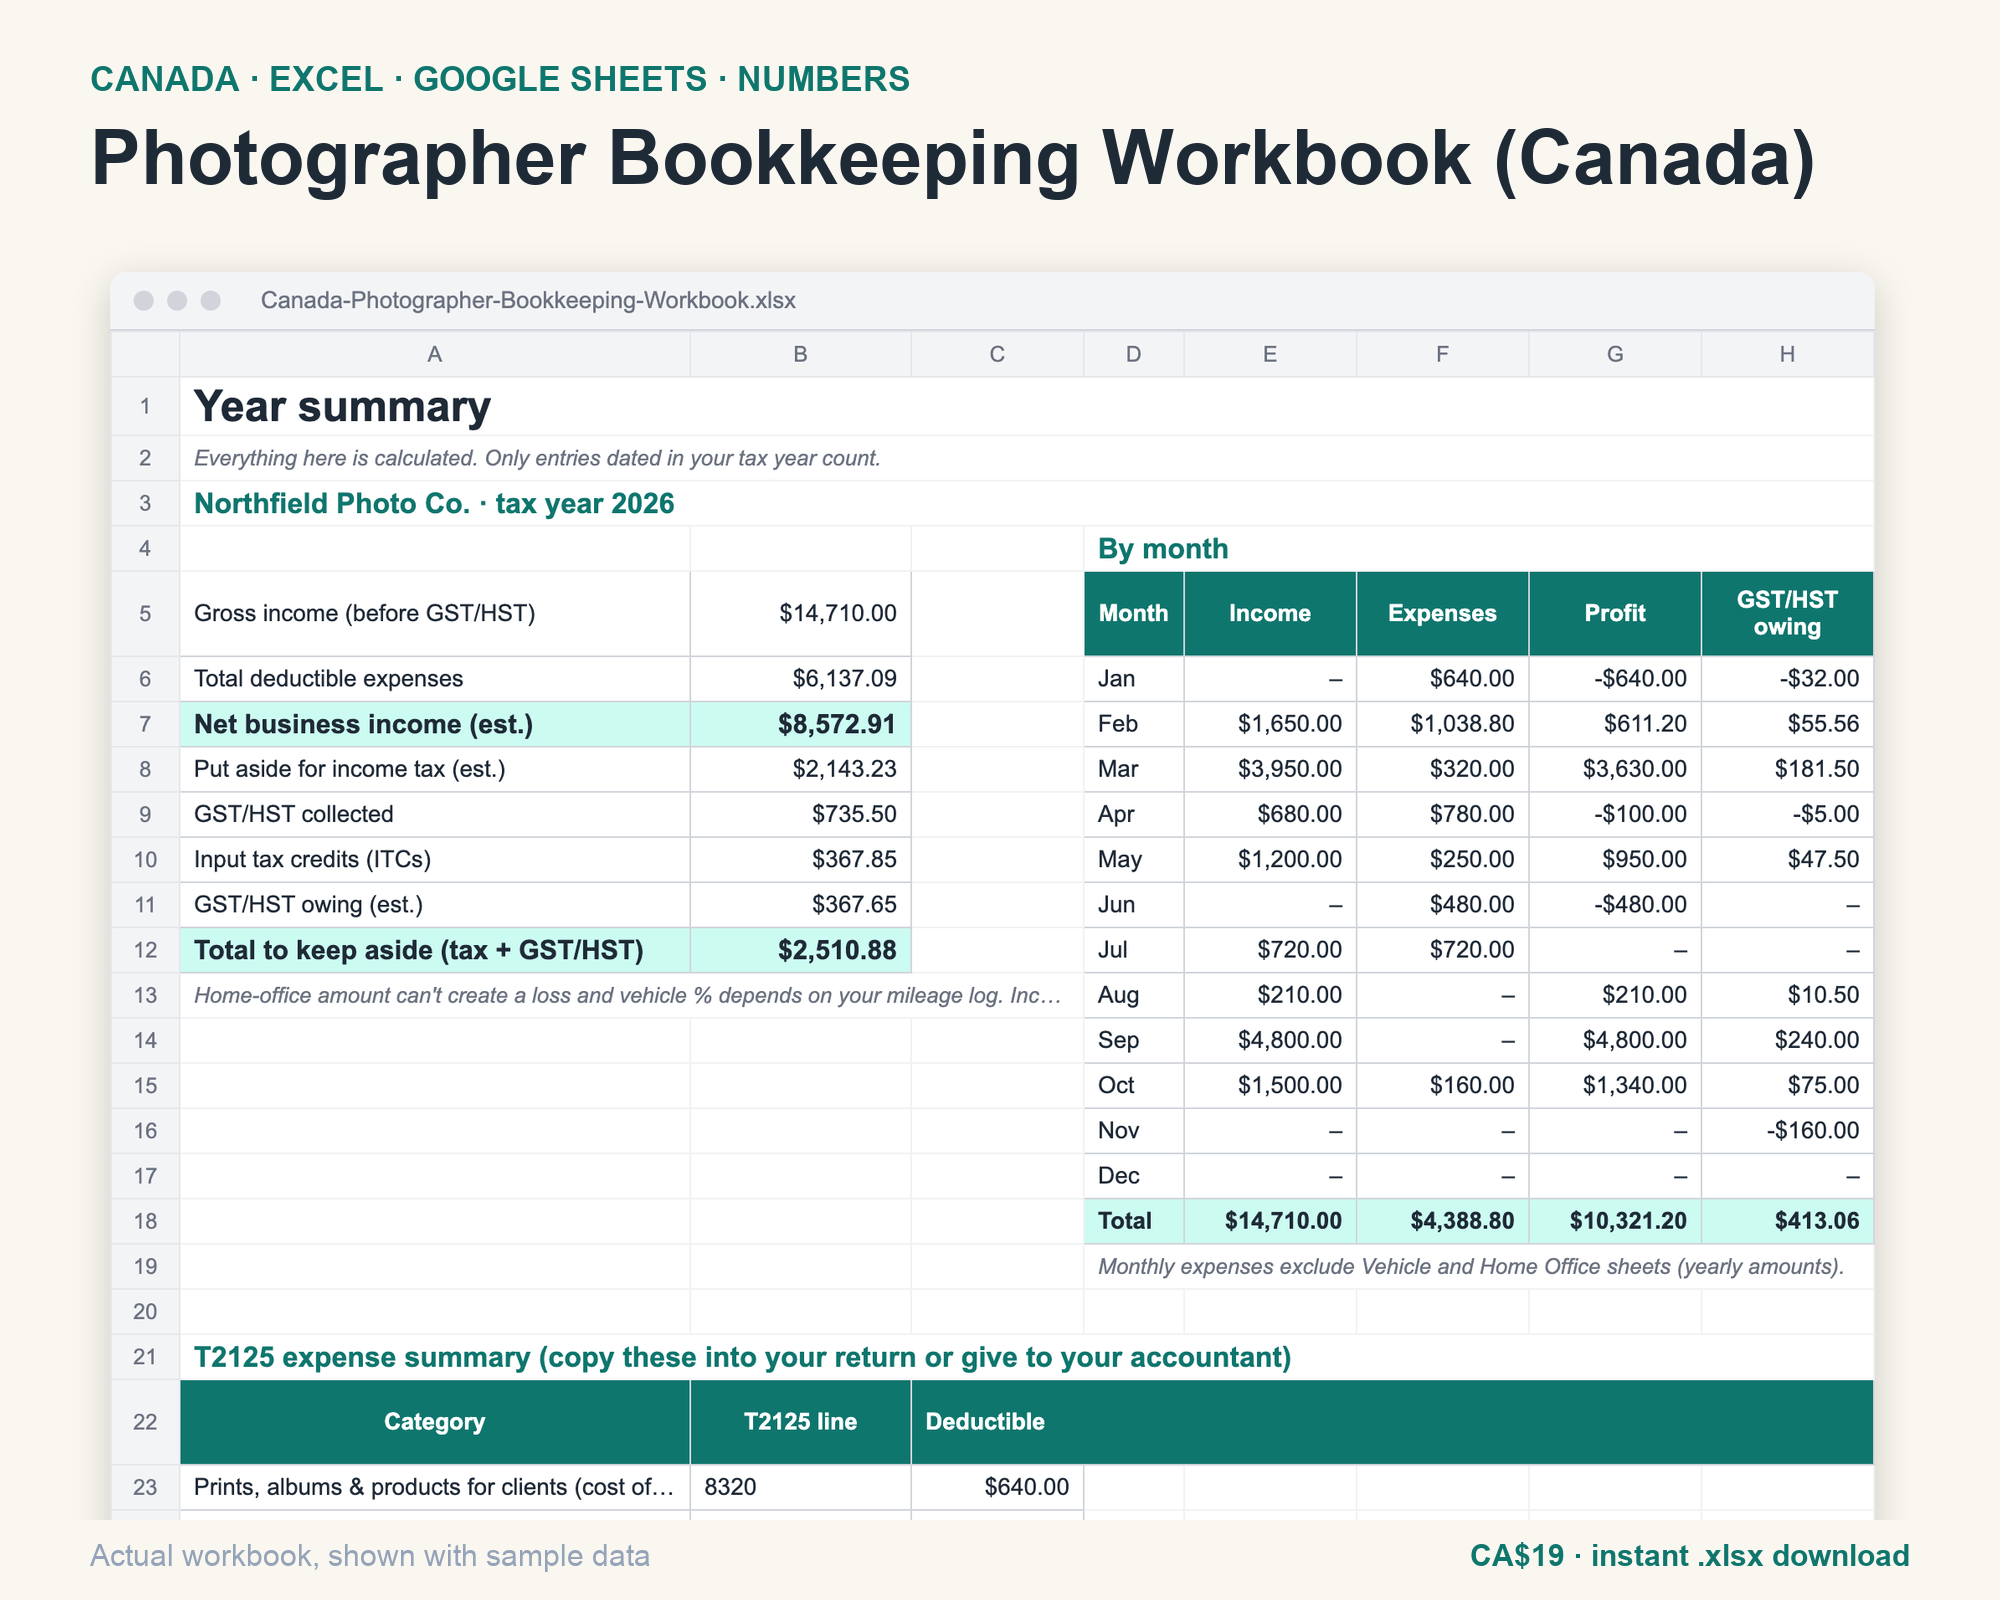 CANADA · EXCEL · GOOGLE SHEETS · NUMBERS
Photographer Bookkeeping Workbook (Canada)
Canada-Photographer-Bookkeeping-Workbook.xlsx
A B C D E F G H
1 Year summary
2 Everything here is calculated. Only entries dated in your tax year count.
3 Northfield Photo Co. · tax year 2026
4 By month
5 Gross income (before GST/HST) $14,710.00 Month Income Expenses Profit GST/HST owing
6 Total deductible expenses $6,137.09 Jan – $640.00 -$640.00 -$32.00
7 Net business income (est.) $8,572.91 Feb $1,650.00 $1,038.80 $611.20 $55.56
8 Put aside for income tax (est.) $2,143.23 Mar $3,950.00 $320.00 $3,630.00 $181.50
9 GST/HST collected $735.50 Apr $680.00 $780.00 -$100.00 -$5.00
10 Input tax credits (ITCs) $367.85 May $1,200.00 $250.00 $950.00 $47.50
11 GST/HST owing (est.) $367.65 Jun – $480.00 -$480.00 –
12 Total to keep aside (tax + GST/HST) $2,510.88 Jul $720.00 $720.00 – –
13 Home-office amount can't create a loss and vehicle % depends on your mileage log. Inc… Aug $210.00 – $210.00 $10.50
14 Sep $4,800.00 – $4,800.00 $240.00
15 Oct $1,500.00 $160.00 $1,340.00 $75.00
16 Nov – – – -$160.00
17 Dec – – – –
18 Total $14,710.00 $4,388.80 $10,321.20 $413.06
19 Monthly expenses exclude Vehicle and Home Office sheets (yearly amounts).
20
21 T2125 expense summary (copy these into your return or give to your accountant)
22 Category T2125 line Deductible
23 Prints, albums & products for clients (cost of… 8320 $640.00
Actual workbook, shown with sample data
CA$19 · instant .xlsx download